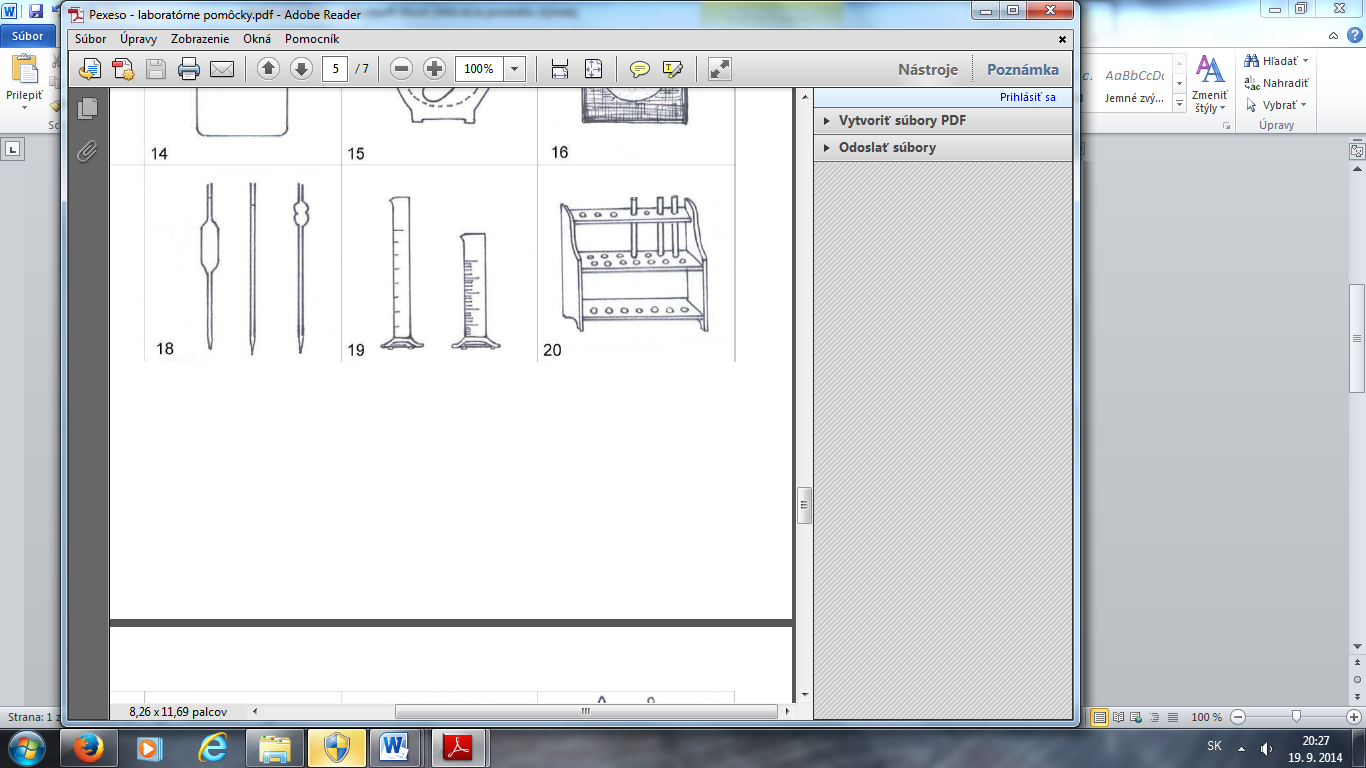 Pexeso - laboratórne pomôcky.pdf - Adobe Reader
Súbor
Súbor Úpravy Zobrazenie Okná Pomocník
5 / 7 100%
Nástroje Poznámka
Prihlásiť sa
Vytvoriť súbory PDF
Odoslať súbory
Prilepiť
AaBbCcDc
Jemné zvý...
Zmeniť
štýly
Hľadať
Nahradiť
Vybrať
Úpravy
14 15 16
18 19 20
8,26 x 11,69 palcov
Strana: 1 z
100 %
SK
20:27
19. 9. 2014